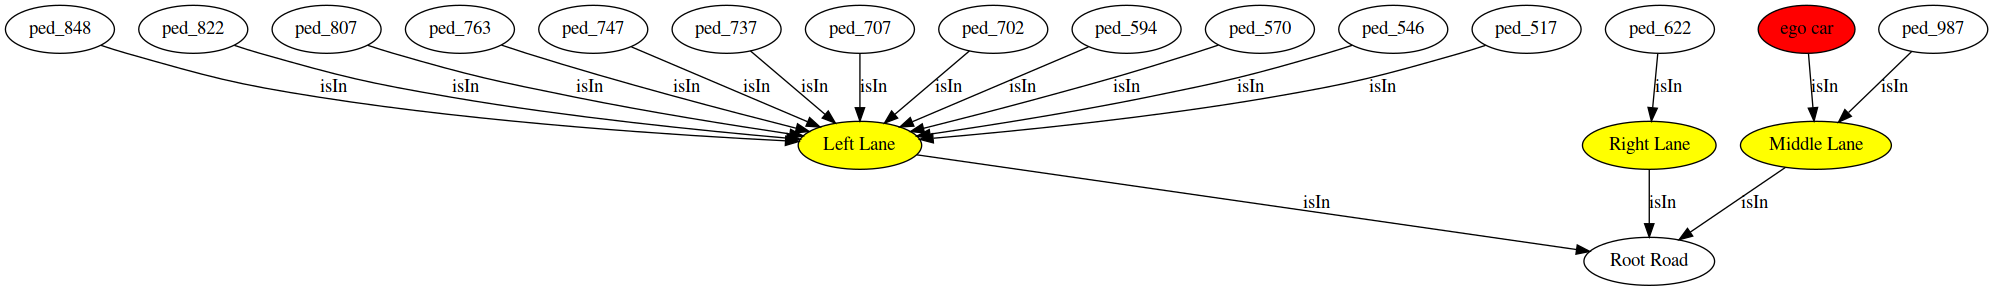 ped_848 ped_822 ped_807 ped_763 ped_747 ped_737 ped_707 ped_702 ped_594 ped_570 ped_546 ped_517 ped_622 ego car ped_987
isIn isIn isIn isIn isIn isIn isIn isIn isIn isIn isIn isIn isIn isIn isIn
Left Lane Right Lane Middle Lane
isIn isIn isIn
Root Road